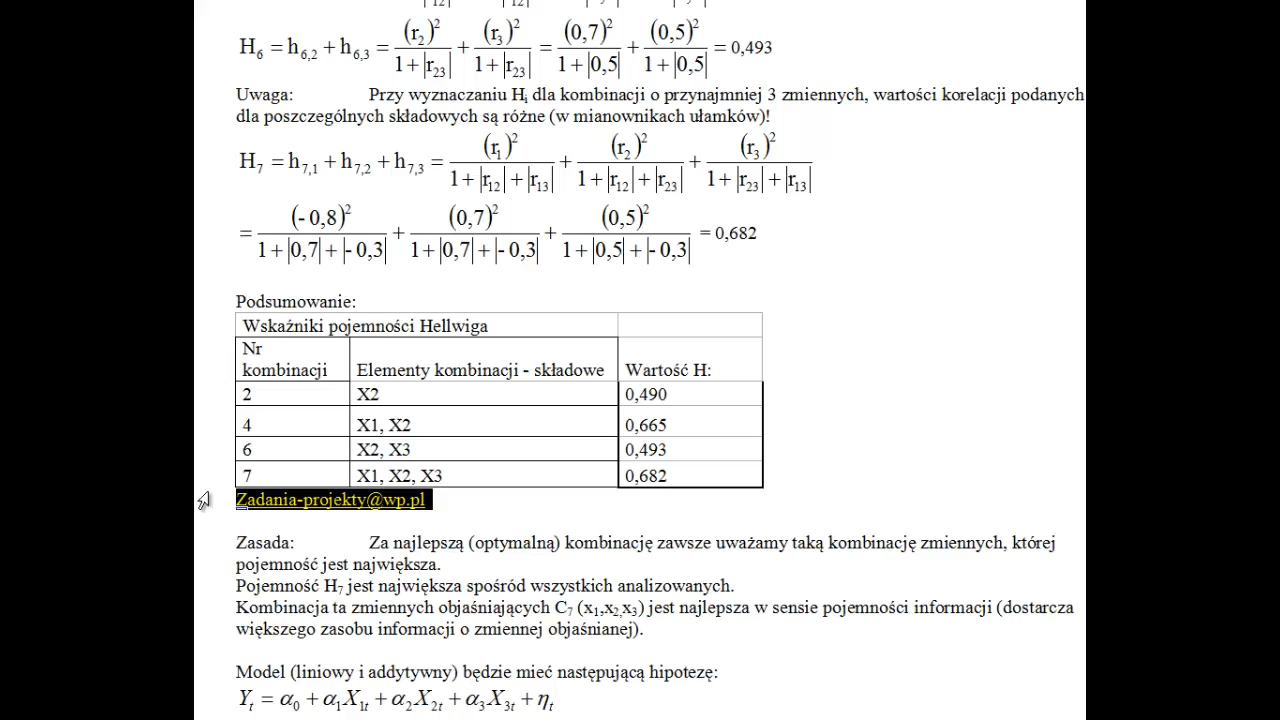 H6 = h6,2 + h6,3 = (r2)^2 / (1 + |r23|) + (r3)^2 / (1 + |r23|) = (0,7)^2 / (1 + |0,5|) + (0,5)^2 / (1 + |0,5|) = 0,493
Uwaga: Przy wyznaczaniu Hi dla kombinacji o przynajmniej 3 zmiennych, wartości korelacji podanych
dla poszczególnych składowych są różne (w mianownikach ułamków)!
H7 = h7,1 + h7,2 + h7,3 = (r1)^2 / (1 + |r12| + |r13|) + (r2)^2 / (1 + |r12| + |r23|) + (r3)^2 / (1 + |r23| + |r13|)
= (-0,8)^2 / (1 + |0,7| + |-0,3|) + (0,7)^2 / (1 + |0,7| + |-0,3|) + (0,5)^2 / (1 + |0,5| + |-0,3|) = 0,682
Podsumowanie:
Wskaźniki pojemności Hellwiga
Nr
kombinacji Elementy kombinacji - składowe Wartość H:
2 X2 0,490
4 X1, X2 0,665
6 X2, X3 0,493
7 X1, X2, X3 0,682
Zadania-projekty@wp.pl
Zasada: Za najlepszą (optymalną) kombinację zawsze uważamy taką kombinację zmiennych, której
pojemność jest największa.
Pojemność H7 jest największa spośród wszystkich analizowanych.
Kombinacja ta zmiennych objaśniających C7 (x1,x2,x3) jest najlepsza w sensie pojemności informacji (dostarcza
większego zasobu informacji o zmiennej objaśnianej).
Model (liniowy i addytywny) będzie mieć następującą hipotezę:
Yt = α0 + α1X1t + α2X2t + α3X3t + ηt